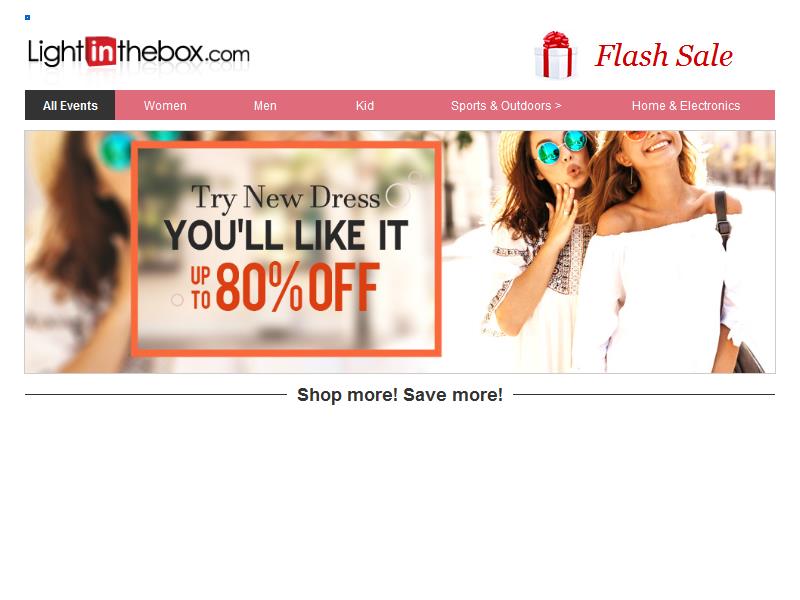 Lightinthebox.com
Flash Sale
All Events Women Men Kid Sports & Outdoors > Home & Electronics
Try New Dress
YOU'LL LIKE IT
UP TO 80% OFF
Shop more! Save more!